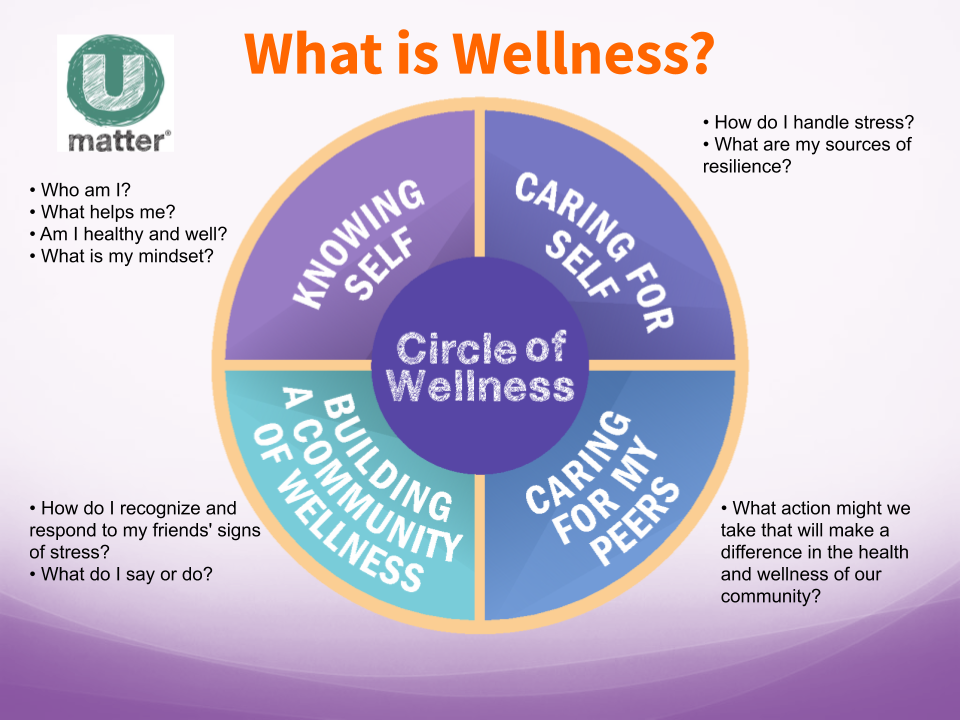 What is Wellness?
U
matter®
• How do I handle stress?
• What are my sources of
resilience?
• Who am I?
• What helps me?
• Am I healthy and well?
• What is my mindset?
KNOWING
SELF
CARING FOR
SELF
Circle of
Wellness
BUILDING
A COMMUNITY
OF WELLNESS
CARING
FOR MY
PEERS
• How do I recognize and
respond to my friends' signs
of stress?
• What do I say or do?
• What action might we
take that will make a
difference in the health
and wellness of our
community?